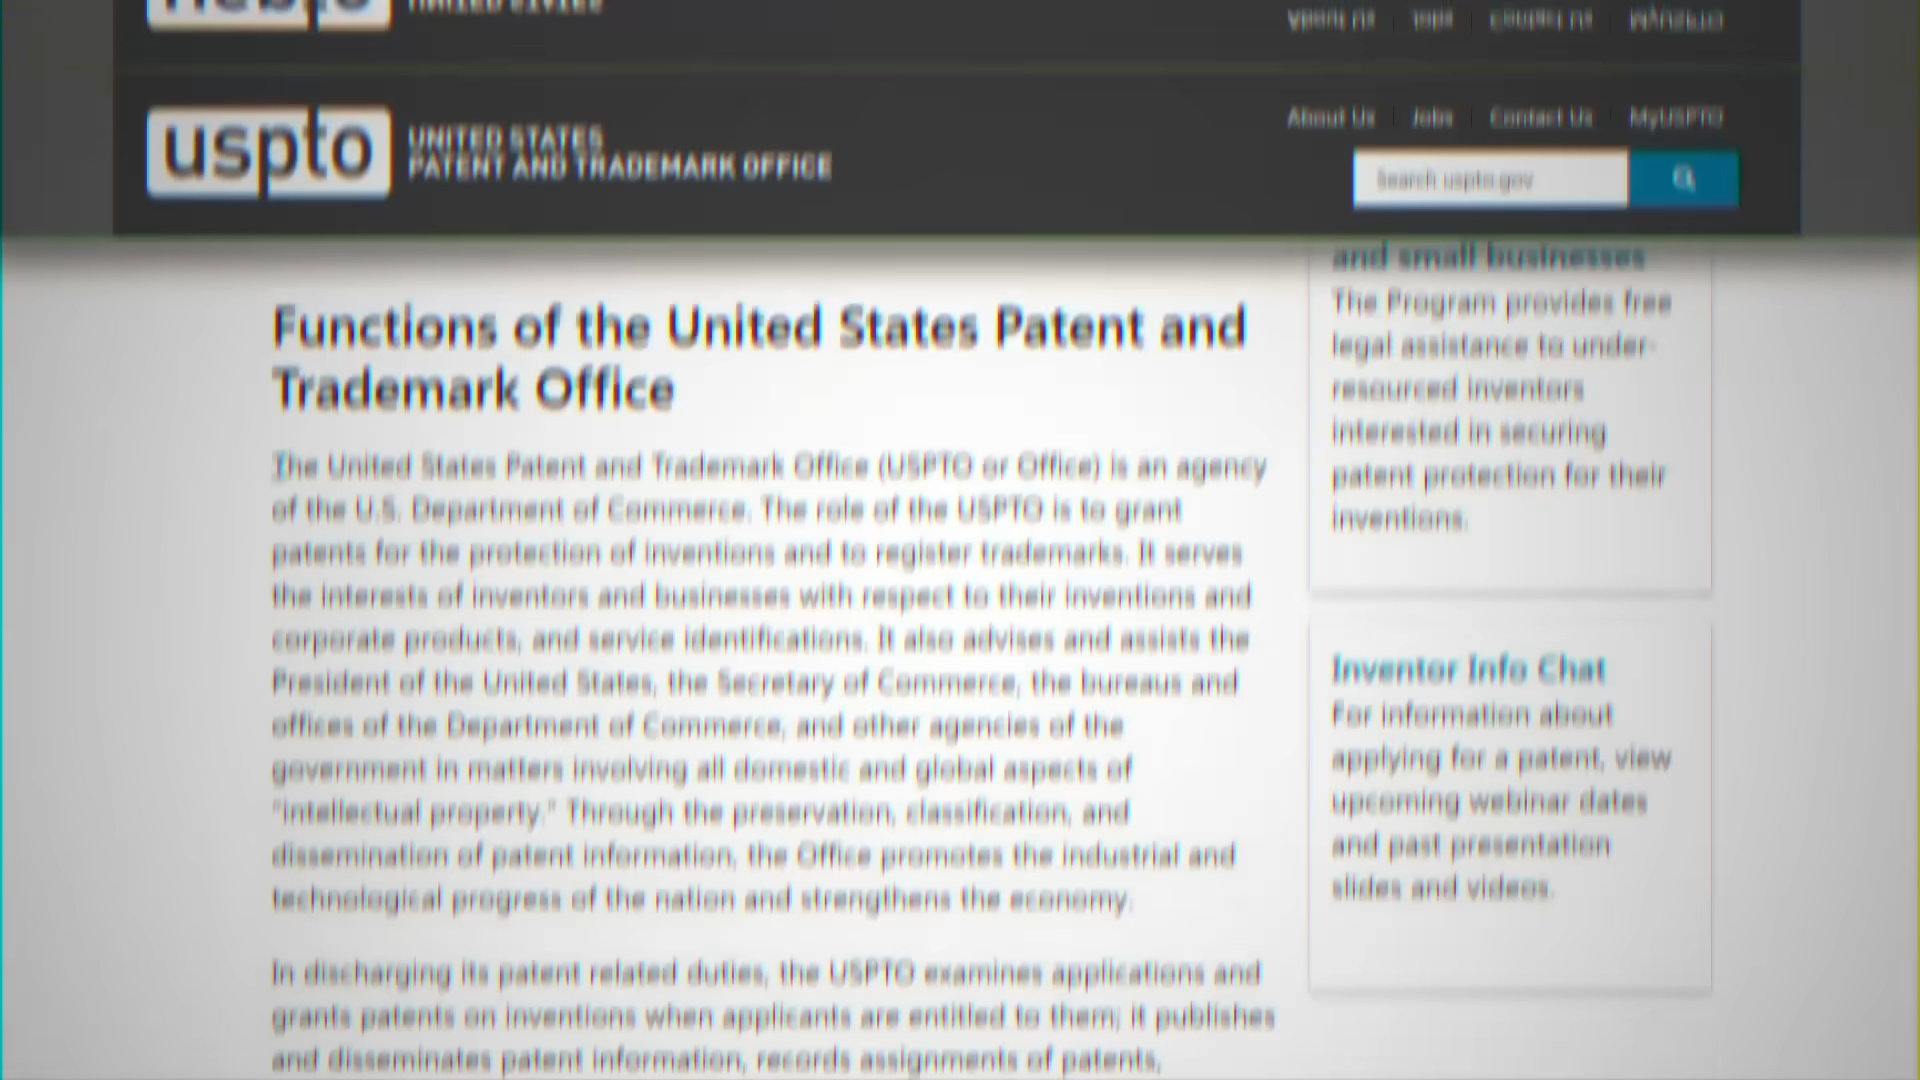 UNITED STATES
About Us Jobs Contact Us MyUSPTO
uspto
UNITED STATES
PATENT AND TRADEMARK OFFICE
Search uspto.gov
Functions of the United States Patent and
Trademark Office
The United States Patent and Trademark Office (USPTO or Office) is an agency
of the U.S. Department of Commerce. The role of the USPTO is to grant
patents for the protection of inventions and to register trademarks. It serves
the interests of inventors and businesses with respect to their inventions and
corporate products, and service identifications. It also advises and assists the
President of the United States, the Secretary of Commerce, the bureaus and
offices of the Department of Commerce, and other agencies of the
government in matters involving all domestic and global aspects of
"intellectual property." Through the preservation, classification, and
dissemination of patent information, the Office promotes the industrial and
technological progress of the nation and strengthens the economy.
In discharging its patent related duties, the USPTO examines applications and
grants patents on inventions when applicants are entitled to them; it publishes
and disseminates patent information, records assignments of patents,
and small businesses
The Program provides free
legal assistance to under-
resourced inventors
interested in securing
patent protection for their
inventions.
Inventor Info Chat
For information about
applying for a patent, view
upcoming webinar dates
and past presentation
slides and videos.